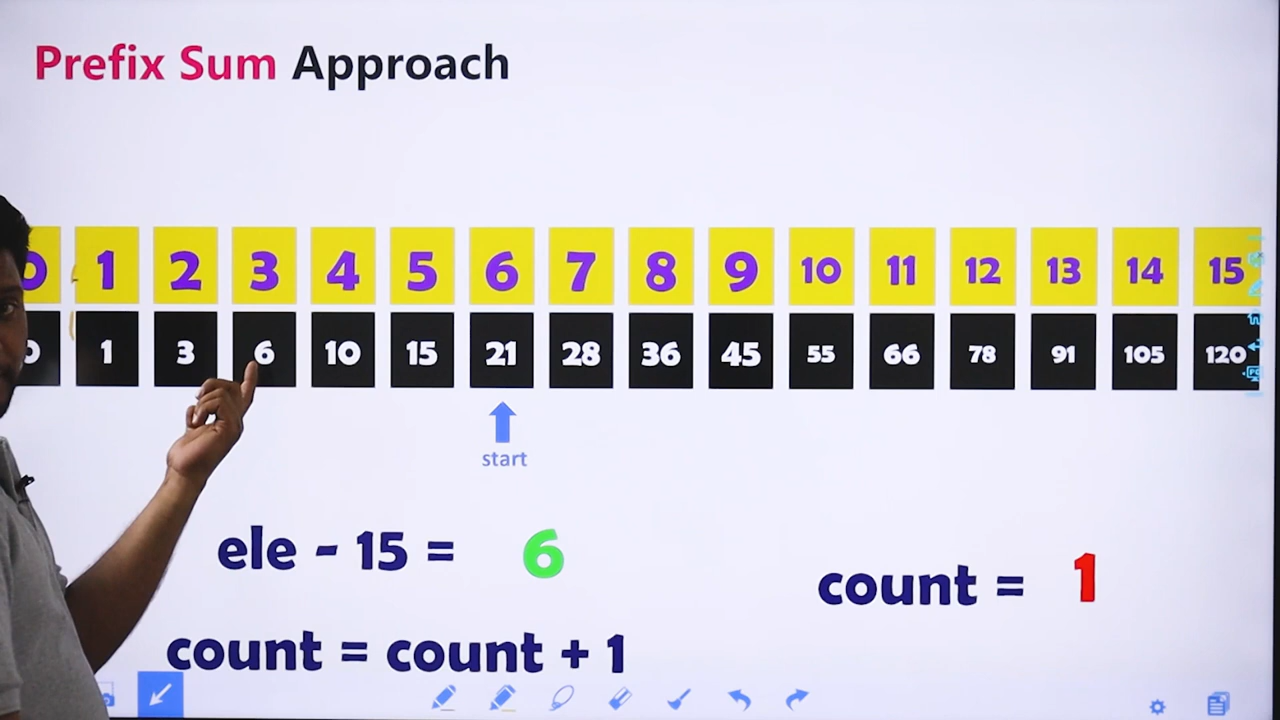 Prefix Sum Approach
0 1 2 3 4 5 6 7 8 9 10 11 12 13 14 15
0 1 3 6 10 15 21 28 36 45 55 66 78 91 105 120
start
ele - 15 = 6
count = 1
count = count + 1